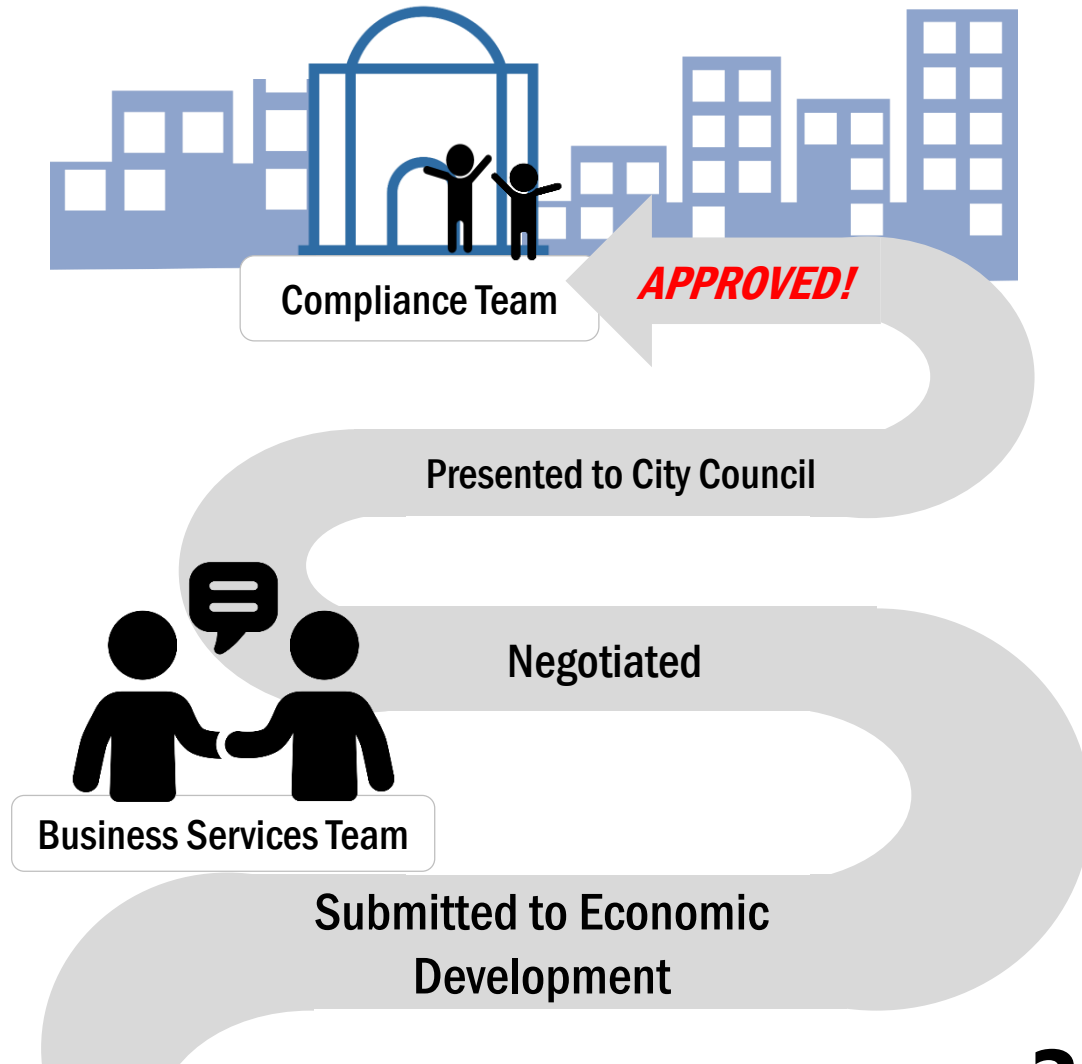 APPROVED!
Compliance Team
Presented to City Council
Negotiated
Business Services Team
Submitted to Economic
Development